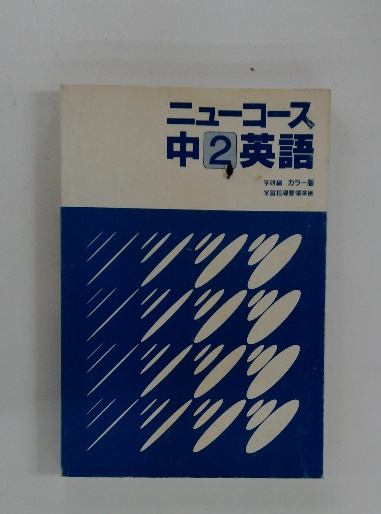 ニューコース
中2英語
学研編 カラー版
学習指導要領準拠